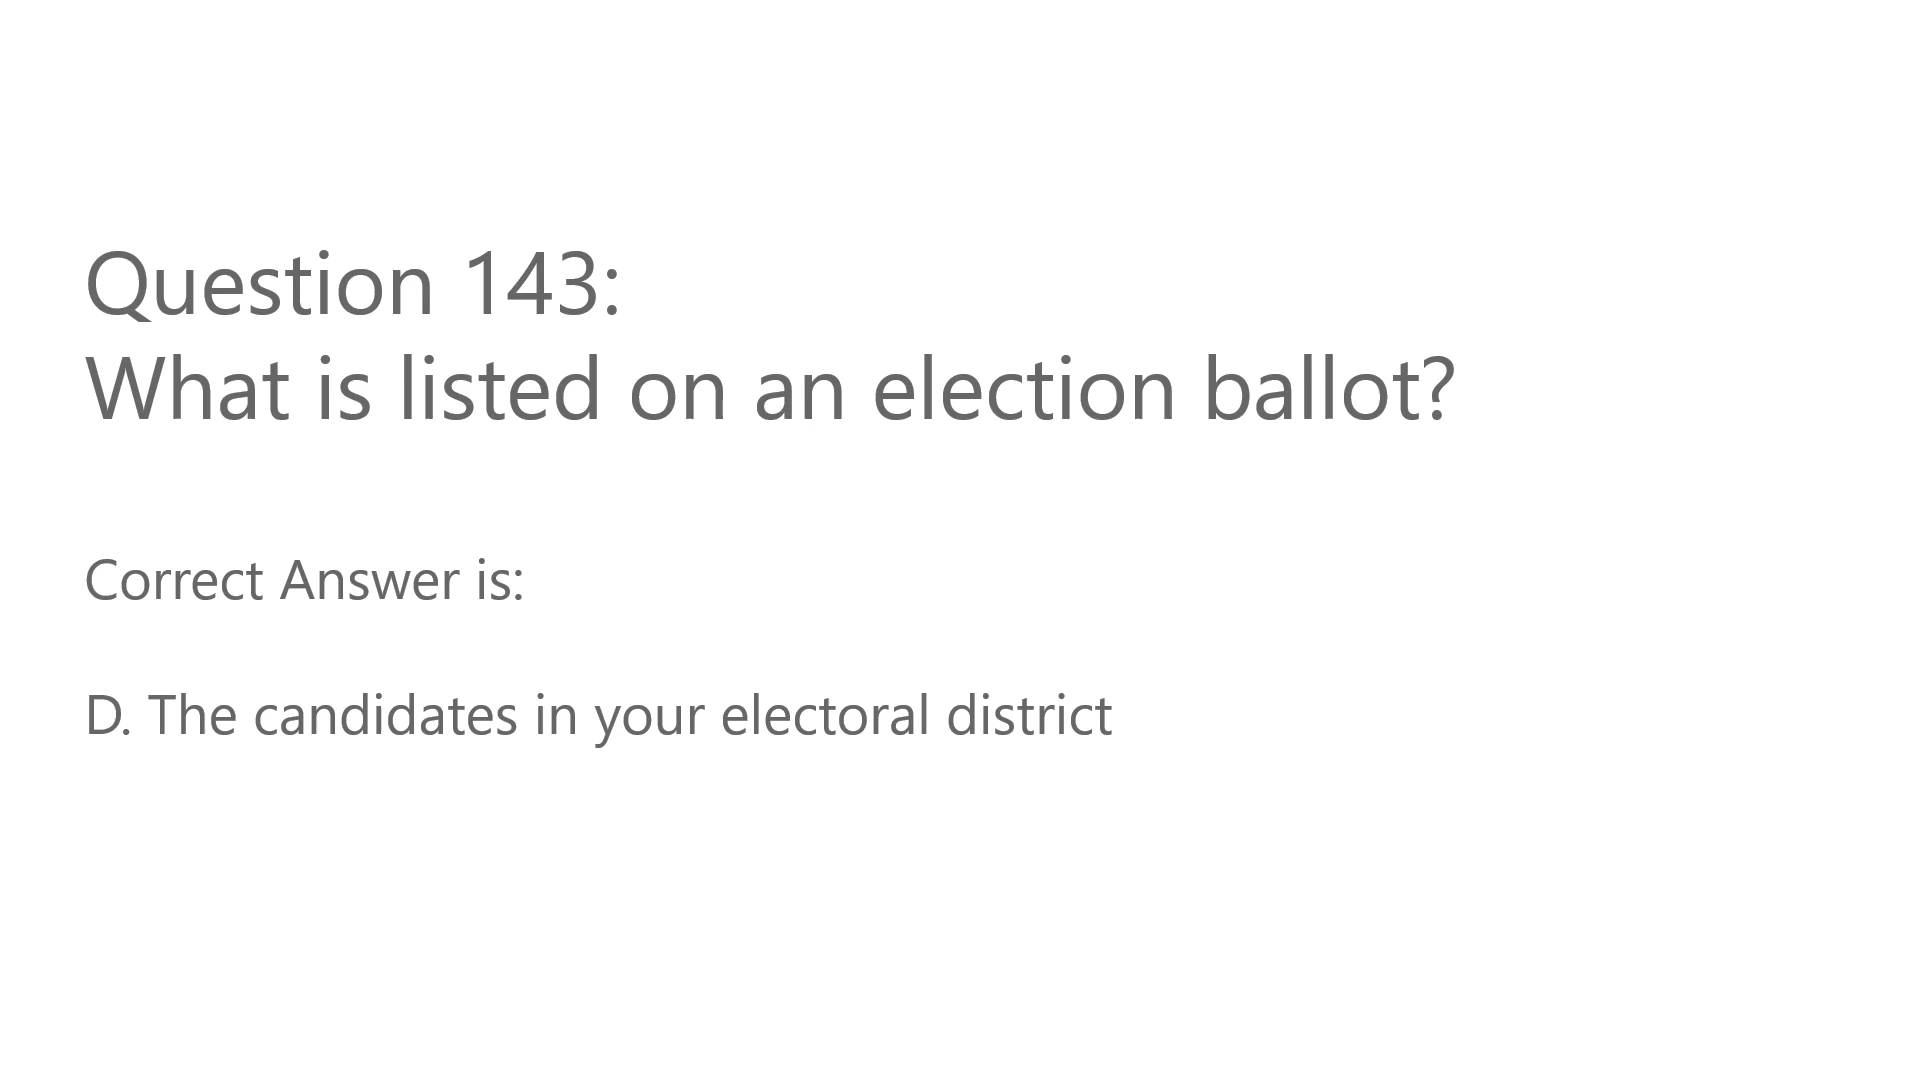 Question 143:
What is listed on an election ballot?
Correct Answer is:
D. The candidates in your electoral district